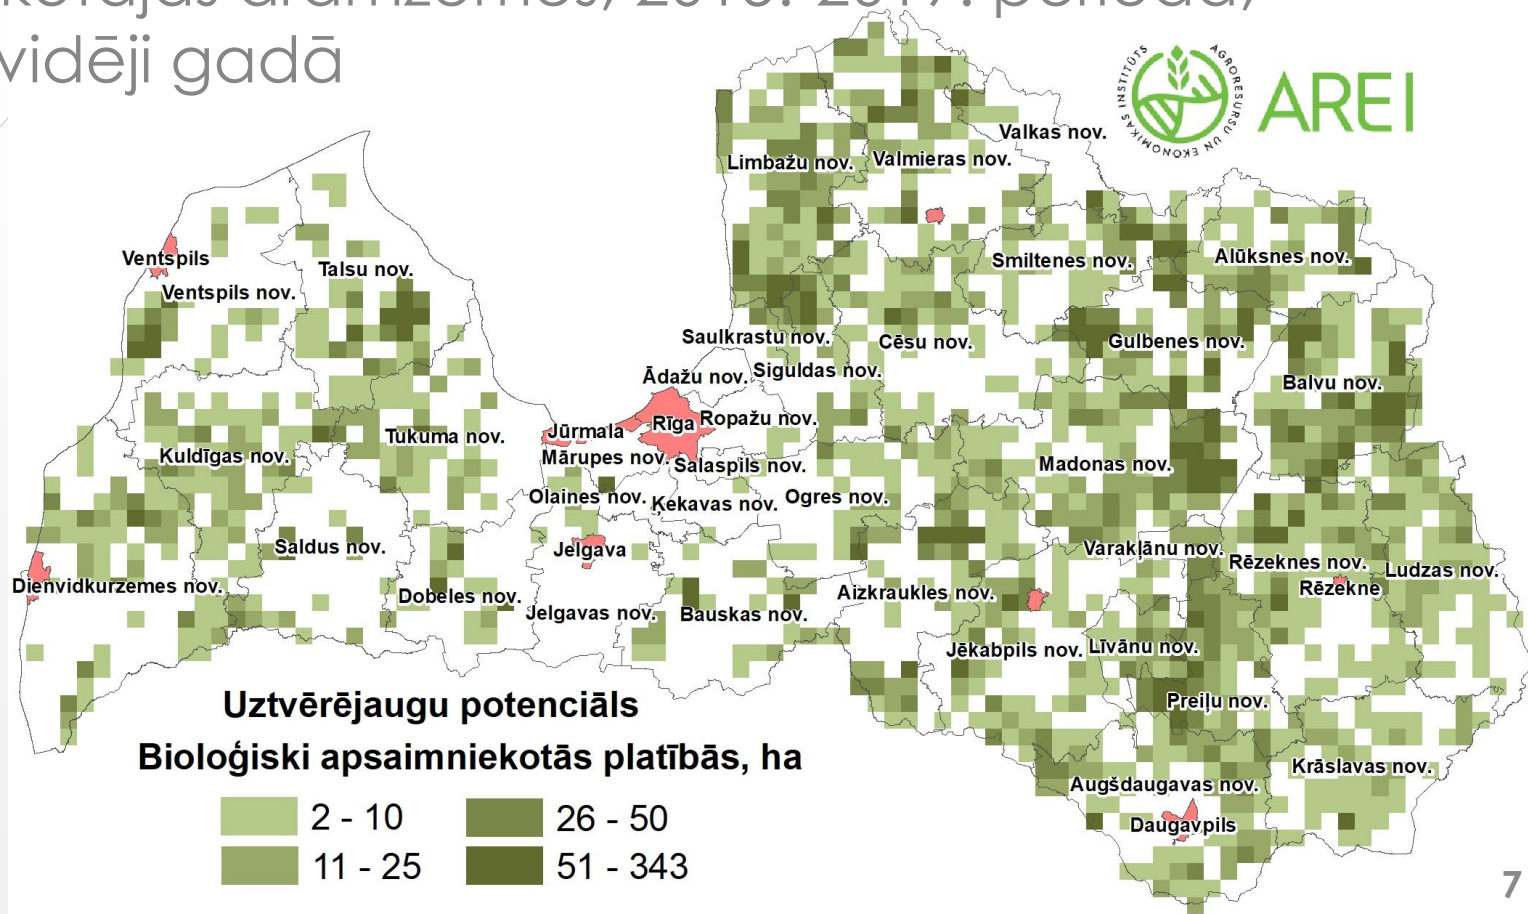 vidēji gadā
AGRORESURSU UN EKONOMIKAS INSTITŪTS
AREI
Valkas nov.
Limbažu nov.
Valmieras nov.
Ventspils
Talsu nov.
Ventspils nov.
Smiltenes nov.
Alūksnes nov.
Saulkrastu nov.
Cēsu nov.
Gulbenes nov.
Ādažu nov.
Siguldas nov.
Balvu nov.
Jūrmala
Rīga
Ropažu nov.
Tukuma nov.
Kuldīgas nov.
Mārupes nov.
Salaspils nov.
Madonas nov.
Olaines nov.
Ķekavas nov.
Ogres nov.
Saldus nov.
Jelgava
Varakļānu nov.
Rēzeknes nov.
Ludzas nov.
Dienvidkurzemes nov.
Dobeles nov.
Aizkraukles nov.
Rēzekne
Jelgavas nov.
Bauskas nov.
Jēkabpils nov.
Līvānu nov.
Preiļu nov.
Krāslavas nov.
Augšdaugavas nov.
Daugavpils
Uztvērējaugu potenciāls
Bioloģiski apsaimniekotās platībās, ha
2 - 10
26 - 50
11 - 25
51 - 343
7